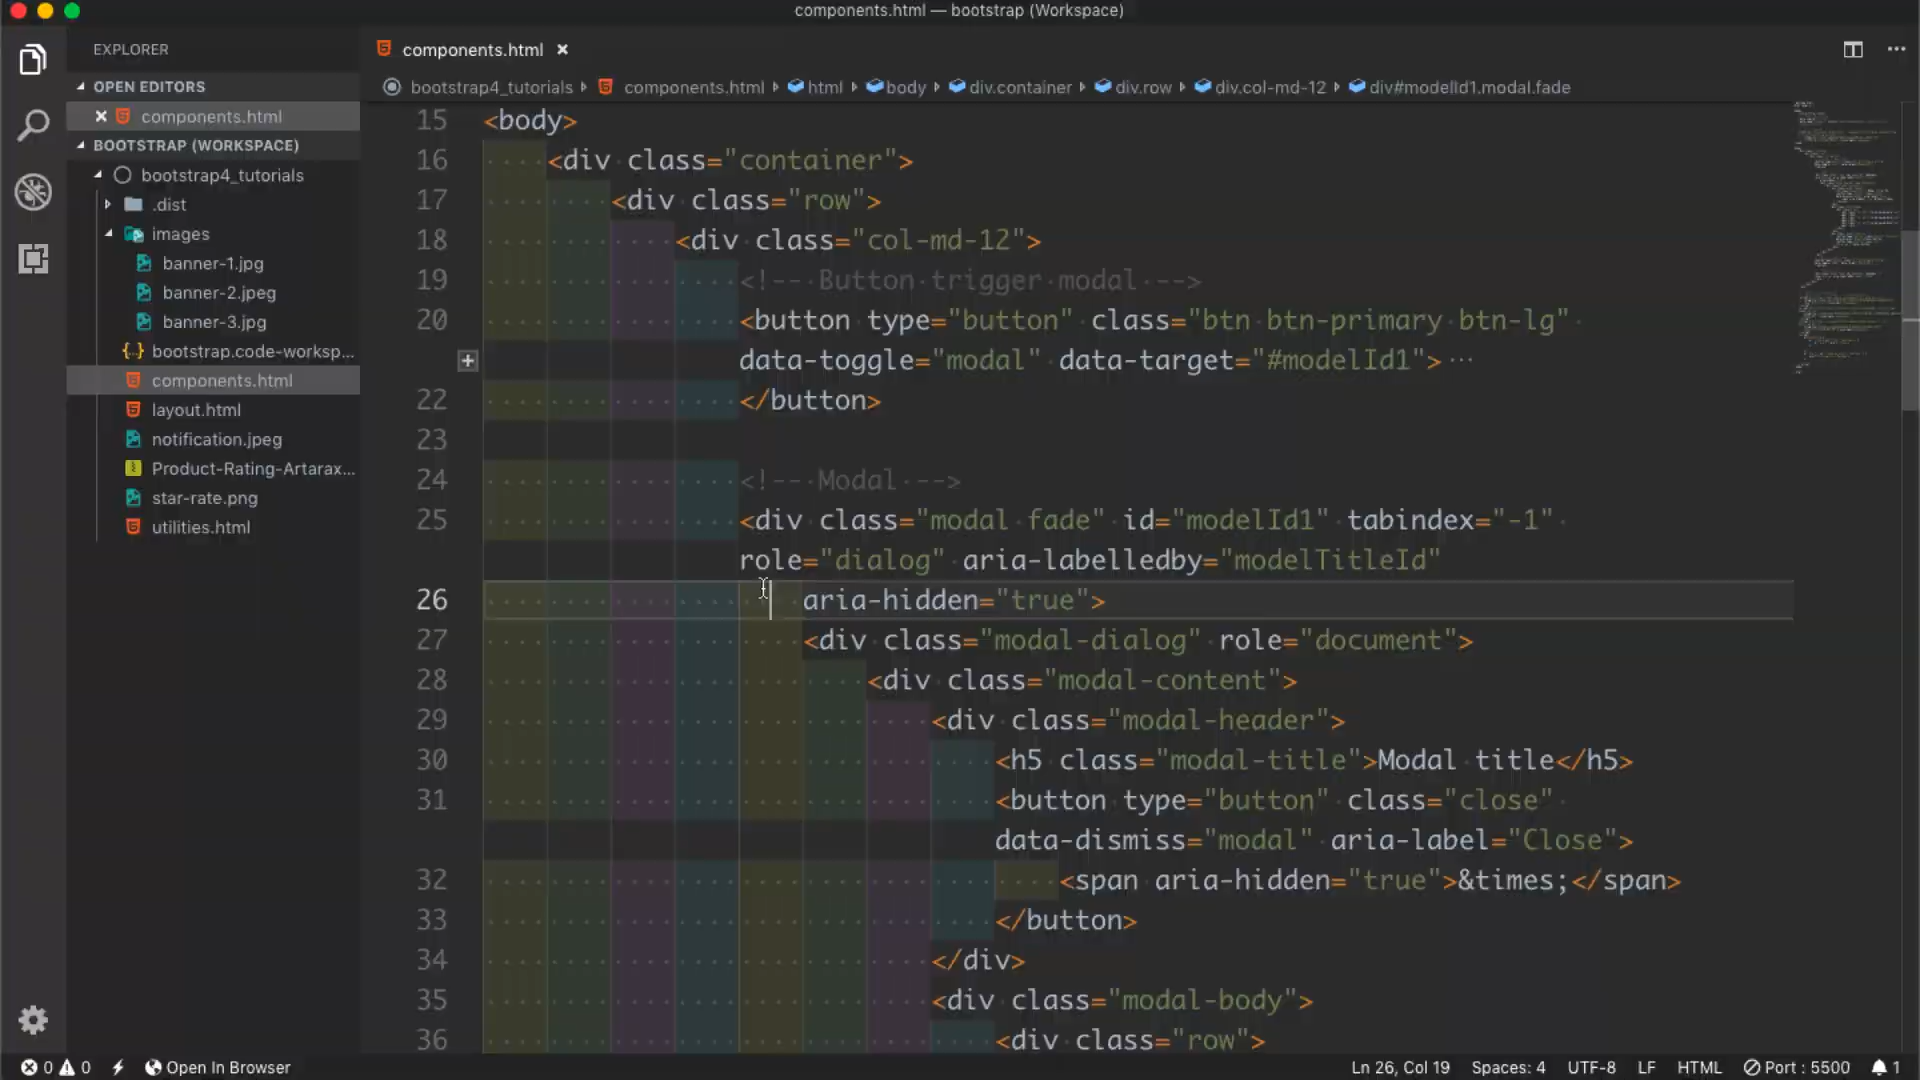 components.html — bootstrap (Workspace)
EXPLORER
OPEN EDITORS
components.html
BOOTSTRAP (WORKSPACE)
bootstrap4_tutorials
.dist
images
banner-1.jpg
banner-2.jpeg
banner-3.jpg
bootstrap.code-worksp...
components.html
layout.html
notification.jpeg
Product-Rating-Artarax...
star-rate.png
utilities.html
components.html
bootstrap4_tutorials components.html html body div.container div.row div.col-md-12 div#modelId1.modal.fade
15 <body>
16 <div class="container">
17 <div class="row">
18 <div class="col-md-12">
19 <!-- Button trigger modal -->
20 <button type="button" class="btn btn-primary btn-lg"
data-toggle="modal" data-target="#modelId1">...
22 </button>
23
24 <!-- Modal -->
25 <div class="modal fade" id="modelId1" tabindex="-1"
role="dialog" aria-labelledby="modelTitleId"
26 aria-hidden="true">
27 <div class="modal-dialog" role="document">
28 <div class="modal-content">
29 <div class="modal-header">
30 <h5 class="modal-title">Modal title</h5>
31 <button type="button" class="close"
data-dismiss="modal" aria-label="Close">
32 <span aria-hidden="true">&times;</span>
33 </button>
34 </div>
35 <div class="modal-body">
36 <div class="row">
0 0 Open In Browser Ln 26, Col 19 Spaces: 4 UTF-8 LF HTML Port : 5500 1